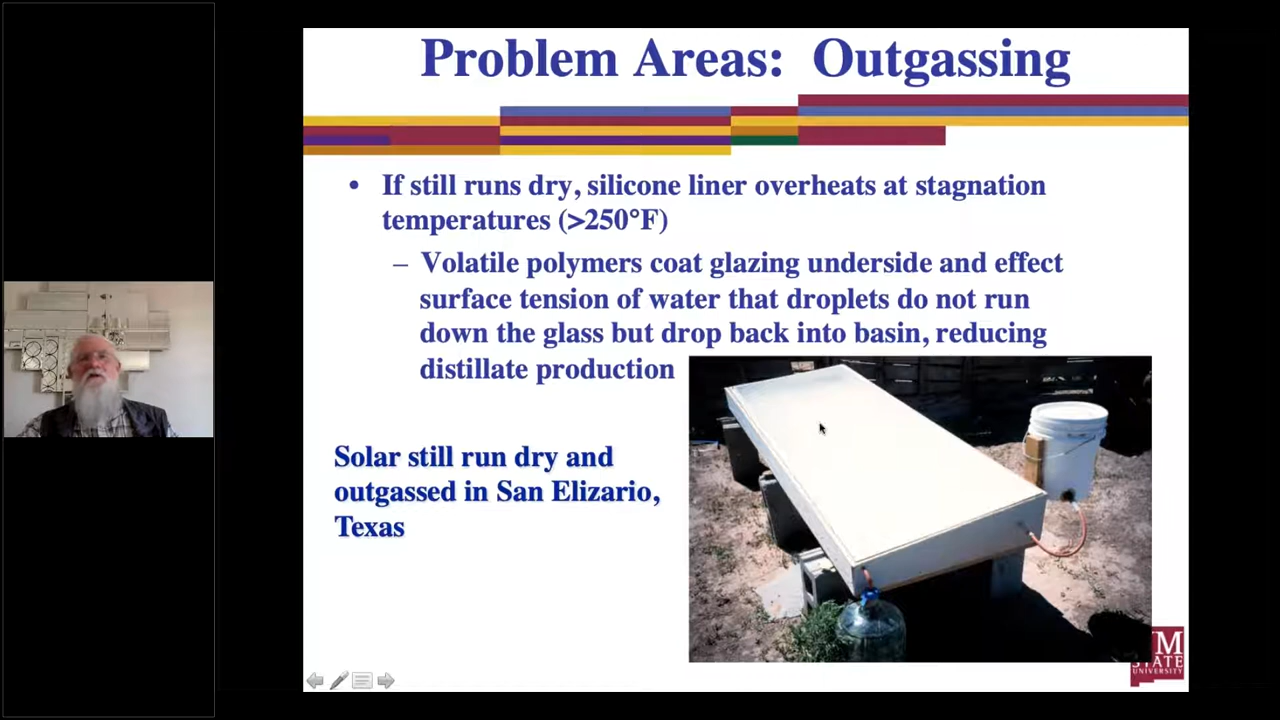 Problem Areas: Outgassing
• If still runs dry, silicone liner overheats at stagnation
temperatures (>250°F)
– Volatile polymers coat glazing underside and effect
surface tension of water that droplets do not run
down the glass but drop back into basin, reducing
distillate production
Solar still run dry and
outgassed in San Elizario,
Texas
M
STATE
UNIVERSITY